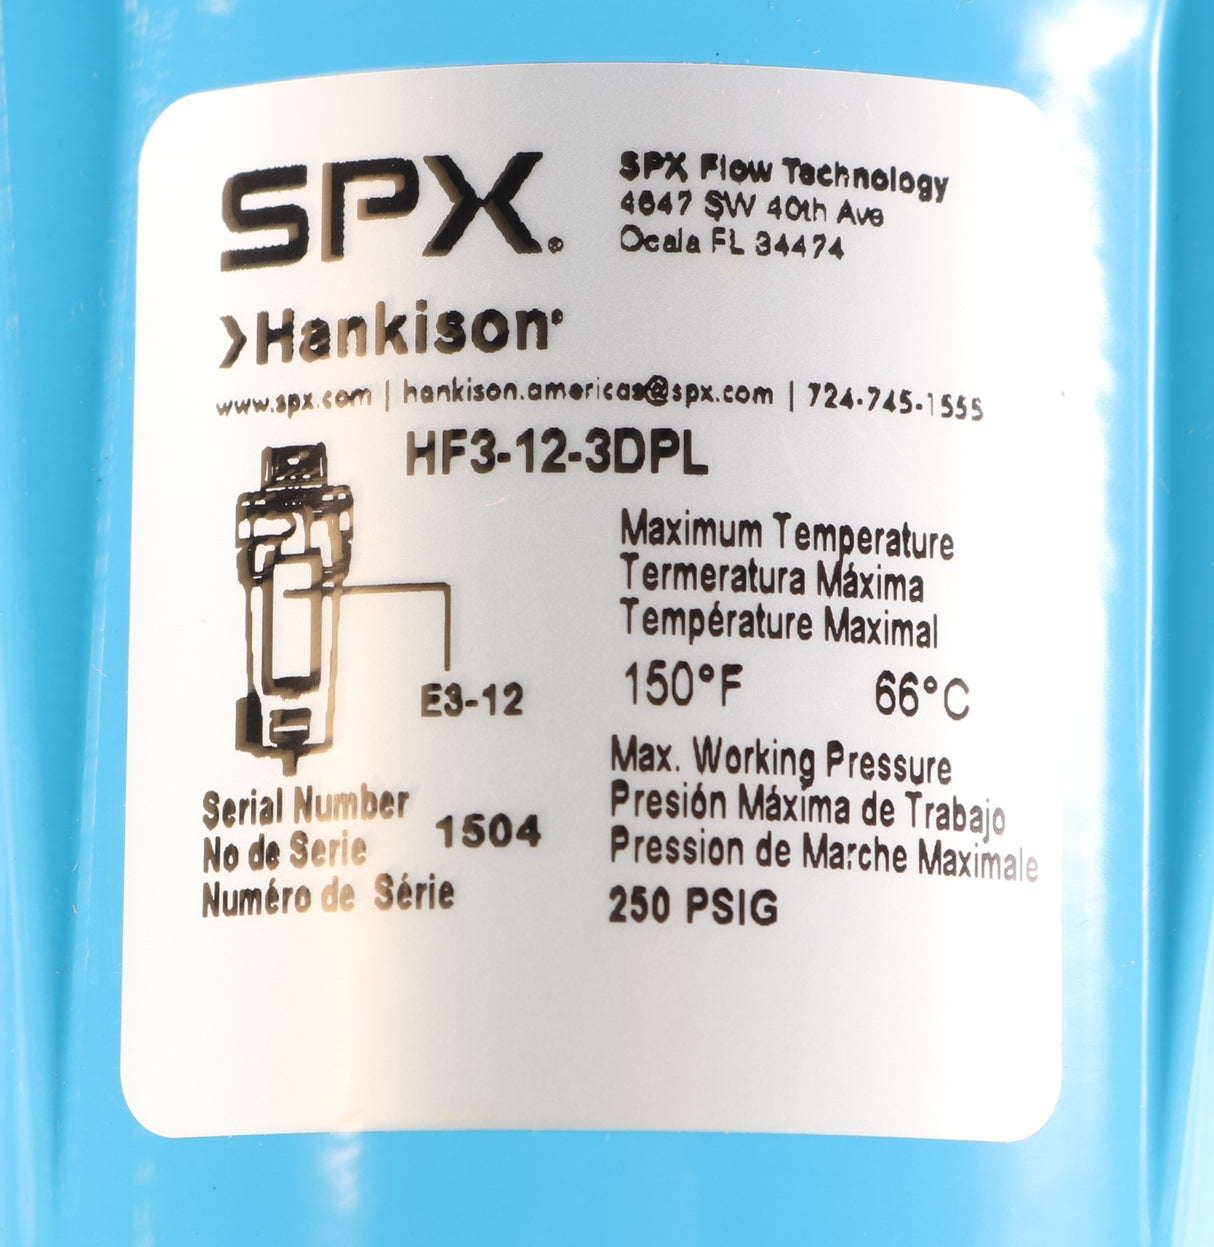 SPX®
SPX Flow Technology
4647 SW 40th Ave
Ocala FL 34474
Hankison®
www.spx.com | hankison.americas@spx.com | 724-745-1555
HF3-12-3DPL
E3-12
Maximum Temperature
Termeratura Máxima
Température Maximal
150°F 66°C
Max. Working Pressure
Presión Máxima de Trabajo
Pression de Marche Maximale
250 PSIG
Serial Number
No de Serie
Numéro de Série
1504